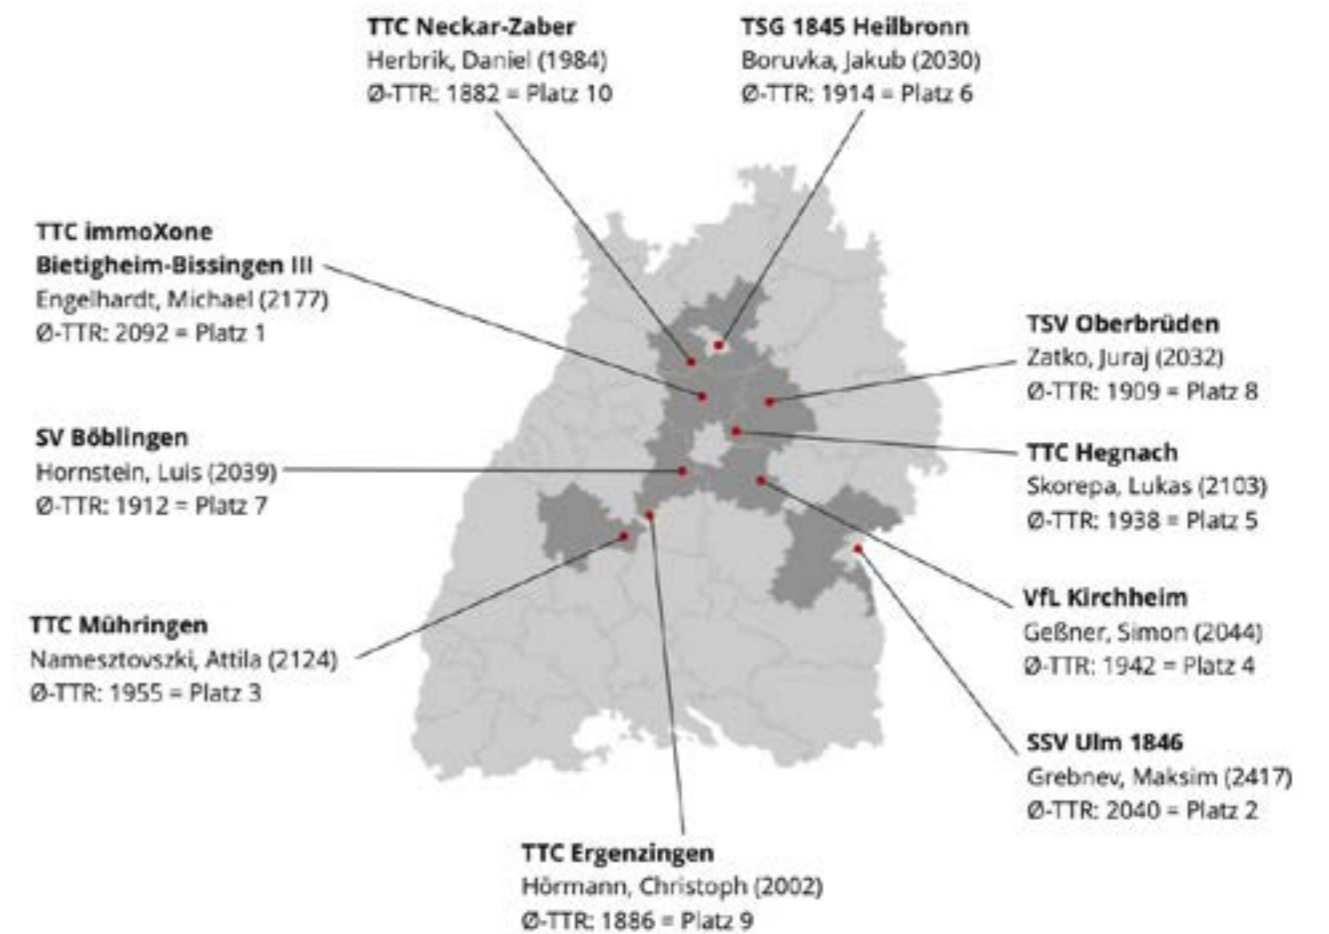 TTC Neckar-Zaber
Herbrik, Daniel (1984)
Ø-TTR: 1882 = Platz 10
TSG 1845 Heilbronn
Boruvka, Jakub (2030)
Ø-TTR: 1914 = Platz 6
TTC immoXone
Bietigheim-Bissingen III
Engelhardt, Michael (2177)
Ø-TTR: 2092 = Platz 1
TSV Oberbrüden
Zatko, Juraj (2032)
Ø-TTR: 1909 = Platz 8
SV Böblingen
Hornstein, Luis (2039)
Ø-TTR: 1912 = Platz 7
TTC Hegnach
Skorepa, Lukas (2103)
Ø-TTR: 1938 = Platz 5
VfL Kirchheim
Geßner, Simon (2044)
Ø-TTR: 1942 = Platz 4
TTC Mühringen
Namesztovszki, Attila (2124)
Ø-TTR: 1955 = Platz 3
SSV Ulm 1846
Grebnev, Maksim (2417)
Ø-TTR: 2040 = Platz 2
TTC Ergenzingen
Hörmann, Christoph (2002)
Ø-TTR: 1886 = Platz 9